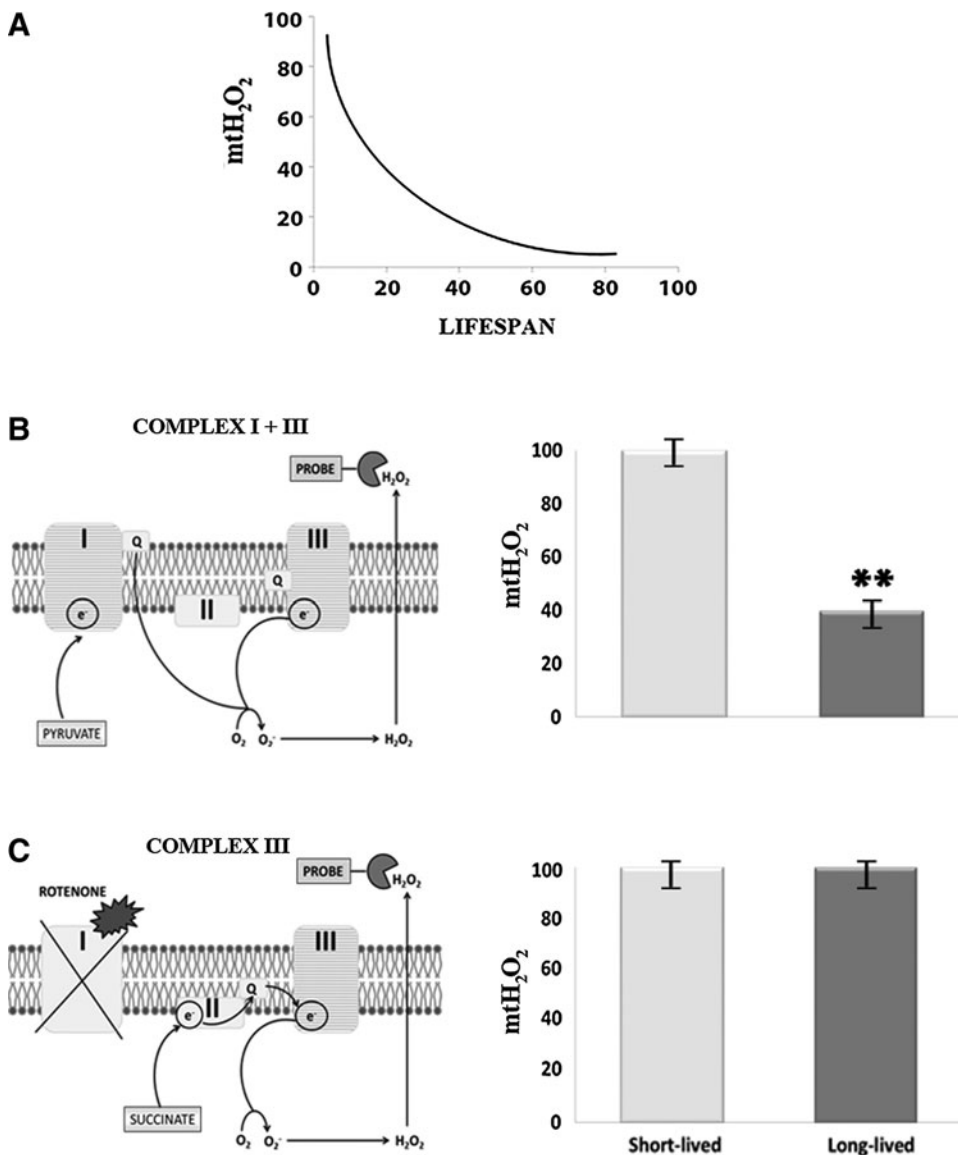 A
100
80
60
40
20
0
mtH₂O₂
0 20 40 60 80 100
LIFESPAN
B
COMPLEX I + III
PROBE
H₂O₂
I
Q
III
Q
II
e⁻
e⁻
PYRUVATE
O₂ O₂⁻ H₂O₂
100
80
60
40
20
0
mtH₂O₂
**
C
COMPLEX III
PROBE
H₂O₂
ROTENONE
I
III
Q
II
e⁻
e⁻
SUCCINATE
O₂ O₂⁻ H₂O₂
100
80
60
40
20
0
mtH₂O₂
Short-lived Long-lived